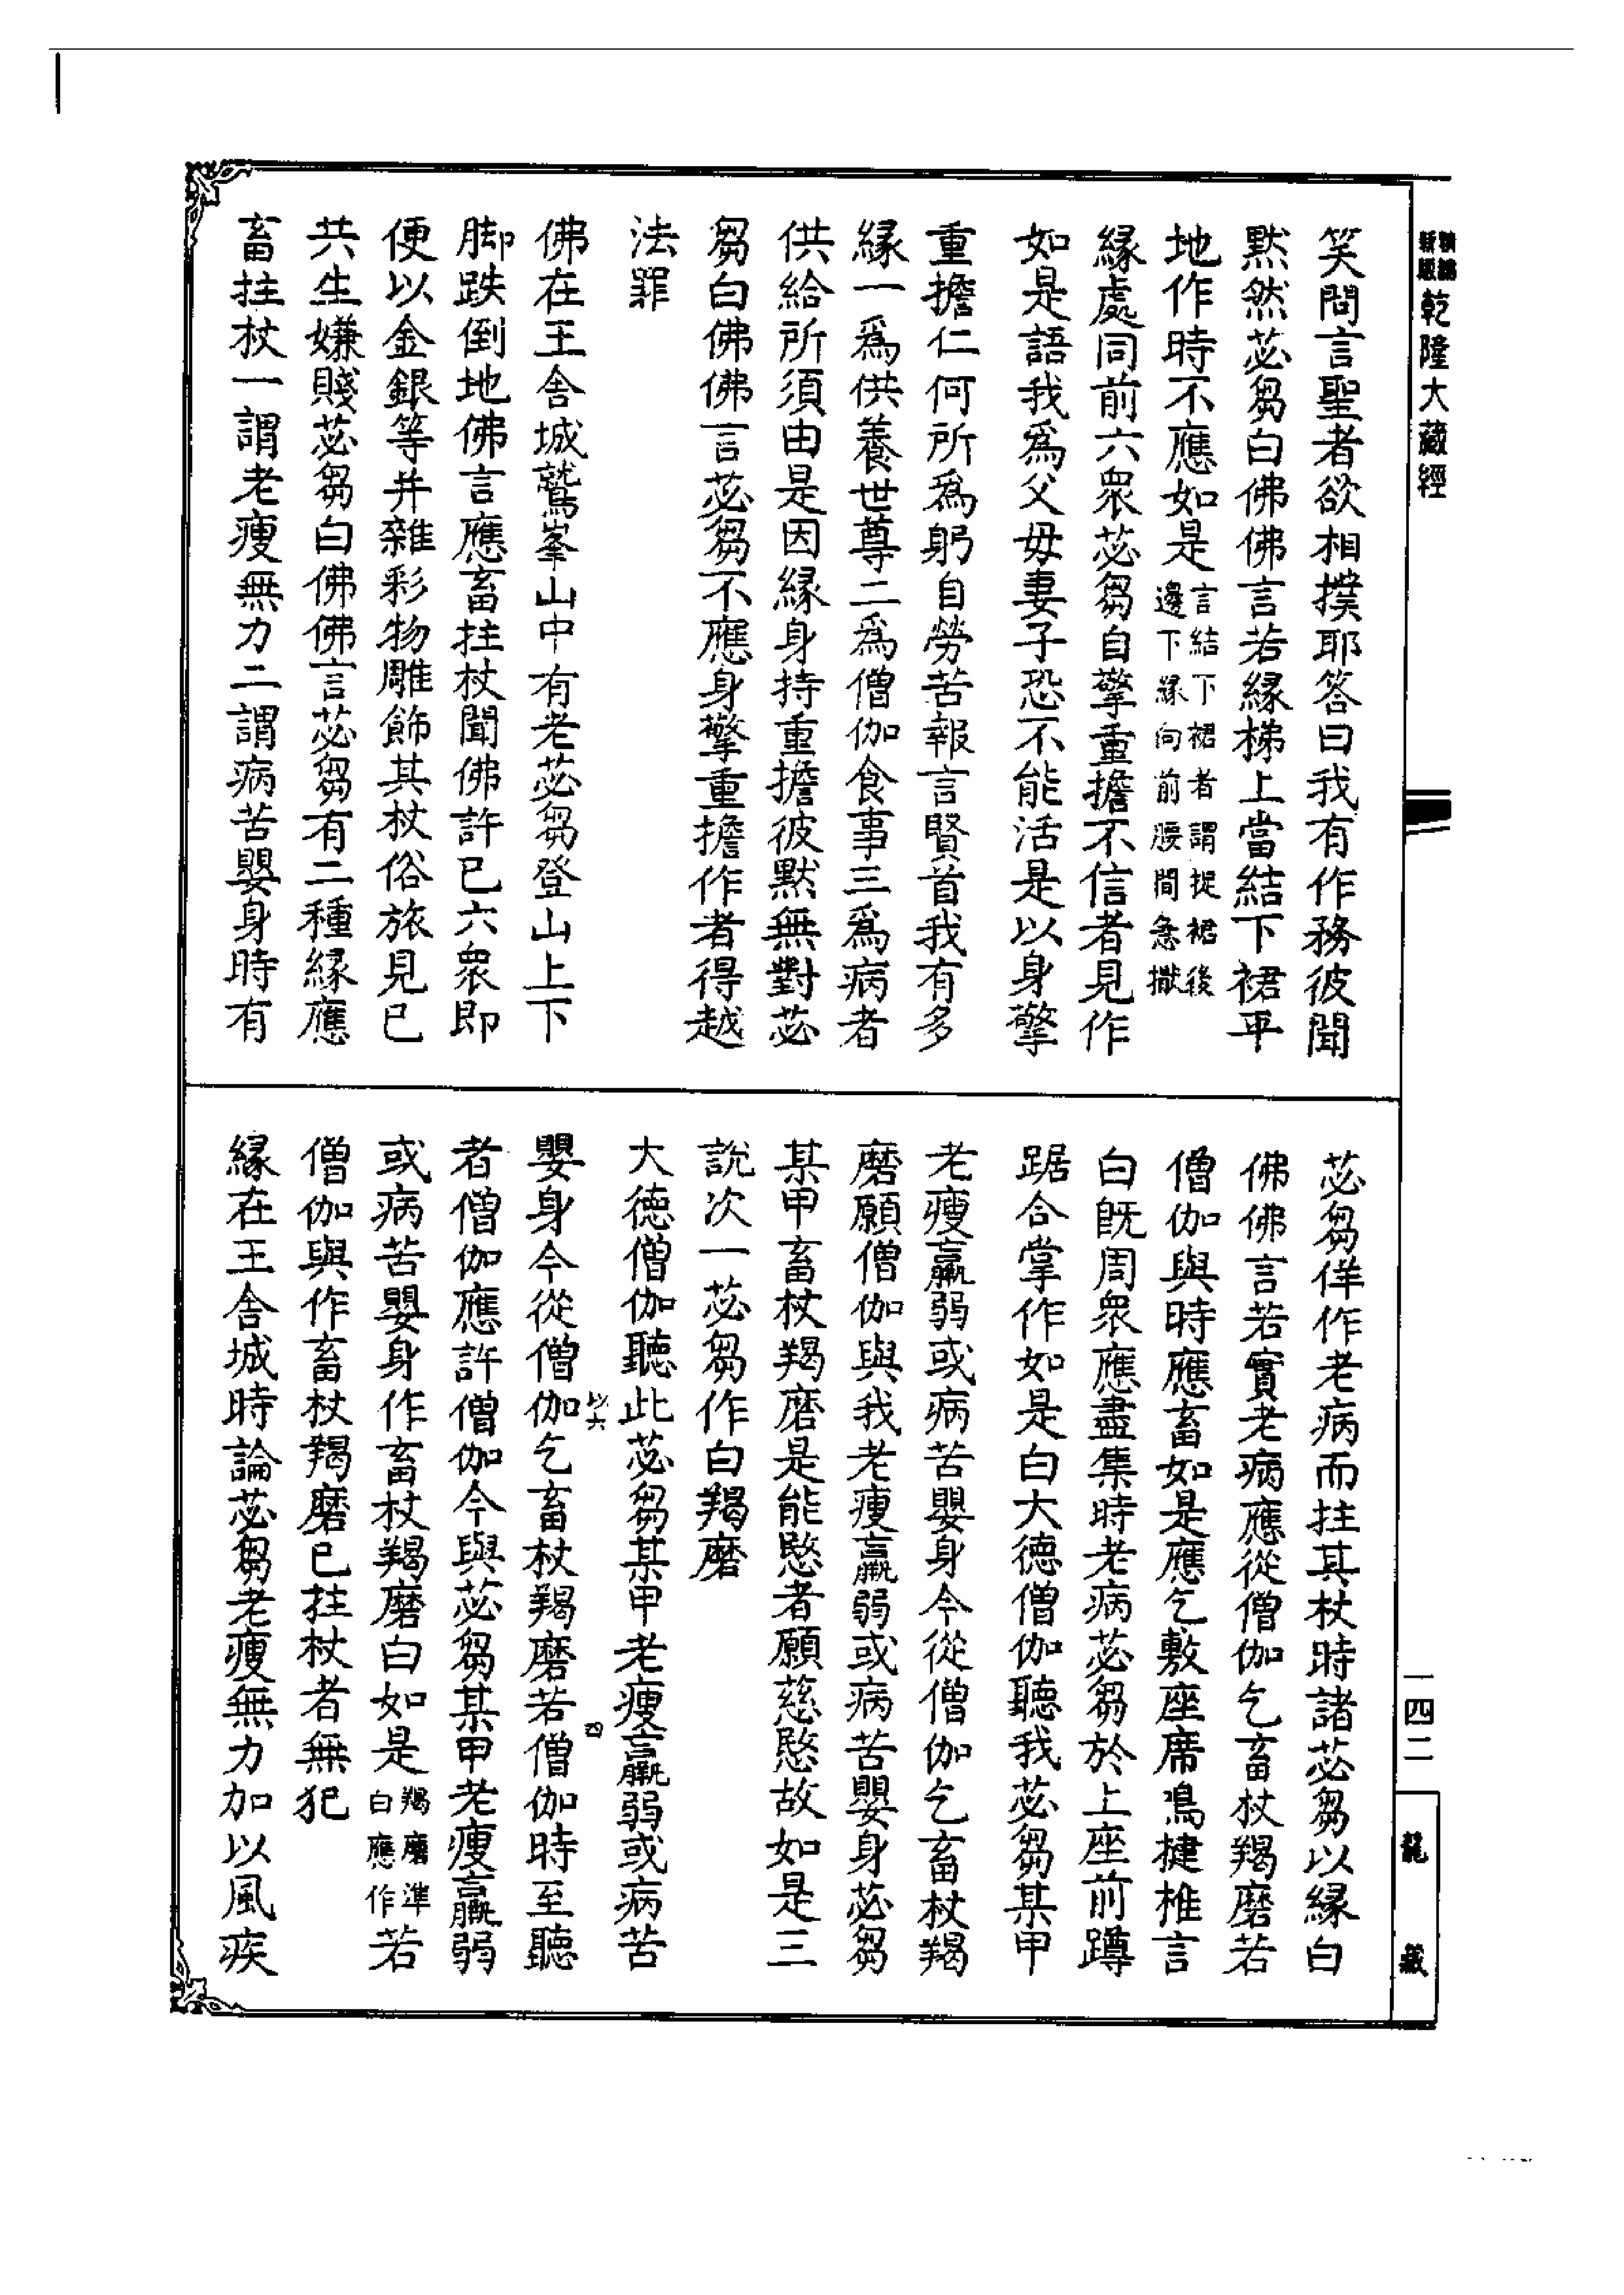 新縮
新版
乾隆大藏經
笑問言聖者欲相撲耶答曰我有作務彼聞
默然苾芻白佛佛言若緣梯上當結下裙平
地作時不應如是言結下裙者謂捉裙後
邊下緣向前腰間急擫
緣處同前六衆苾芻自擎重擔不信者見作
如是語我爲父母妻子恐不能活是以身擎
重擔仁何所爲躬自勞苦報言賢首我有多
緣一爲供養世尊二爲僧伽食事三爲病者
供給所須由是因緣身持重擔彼默無對苾
芻白佛佛言苾芻不應身擎重擔作者得越
法罪
佛在王舍城鷲峯山中有老苾芻登山上下
脚跌倒地佛言應畜拄杖聞佛許已六衆即
便以金銀等并雜彩物雕飾其杖俗旅見已
共生嫌賤苾芻白佛佛言苾芻有二種緣應
畜拄杖一謂老瘦無力二謂病苦嬰身時有
苾芻佯作老病而拄其杖時諸苾芻以緣白
佛佛言若實老病應從僧伽乞畜杖羯磨若
僧伽與時應畜如是應乞敷座席鳴揵椎言
白旣周衆應盡集時老病苾芻於上座前蹲
踞合掌作如是白大德僧伽聽我苾芻某甲
老瘦羸弱或病苦嬰身今從僧伽乞畜杖羯
磨願僧伽與我老瘦羸弱或病苦嬰身苾芻
某甲畜杖羯磨是能愍者願慈愍故如是三
說次一苾芻作白羯磨
大德僧伽聽此苾芻某甲老瘦羸弱或病苦
以六
四
嬰身今從僧伽乞畜杖羯磨若僧伽時至聽
者僧伽應許僧伽今與苾芻某甲老瘦羸弱
或病苦嬰身作畜杖羯磨白如是羯磨準
白應作若
僧伽與作畜杖羯磨已拄杖者無犯
緣在王舍城時論苾芻老瘦無力加以風疾
一四二
龍藏